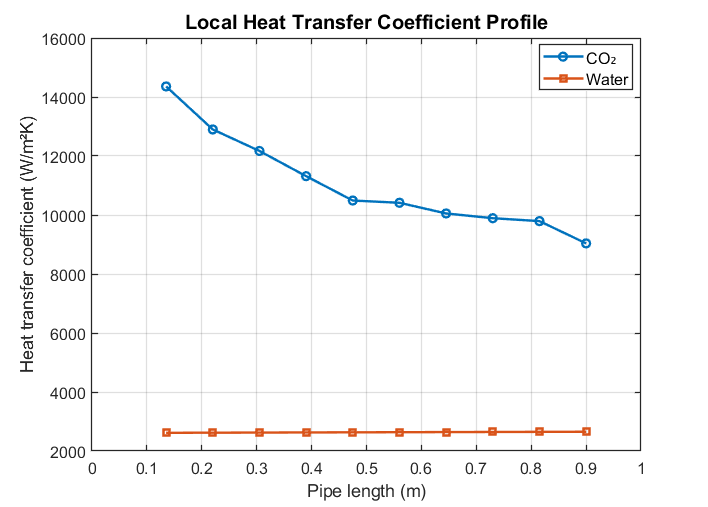 Local Heat Transfer Coefficient Profile
16000
14000
12000
10000
8000
6000
4000
2000
Heat transfer coefficient (W/m²K)
CO₂
Water
0 0.1 0.2 0.3 0.4 0.5 0.6 0.7 0.8 0.9 1
Pipe length (m)